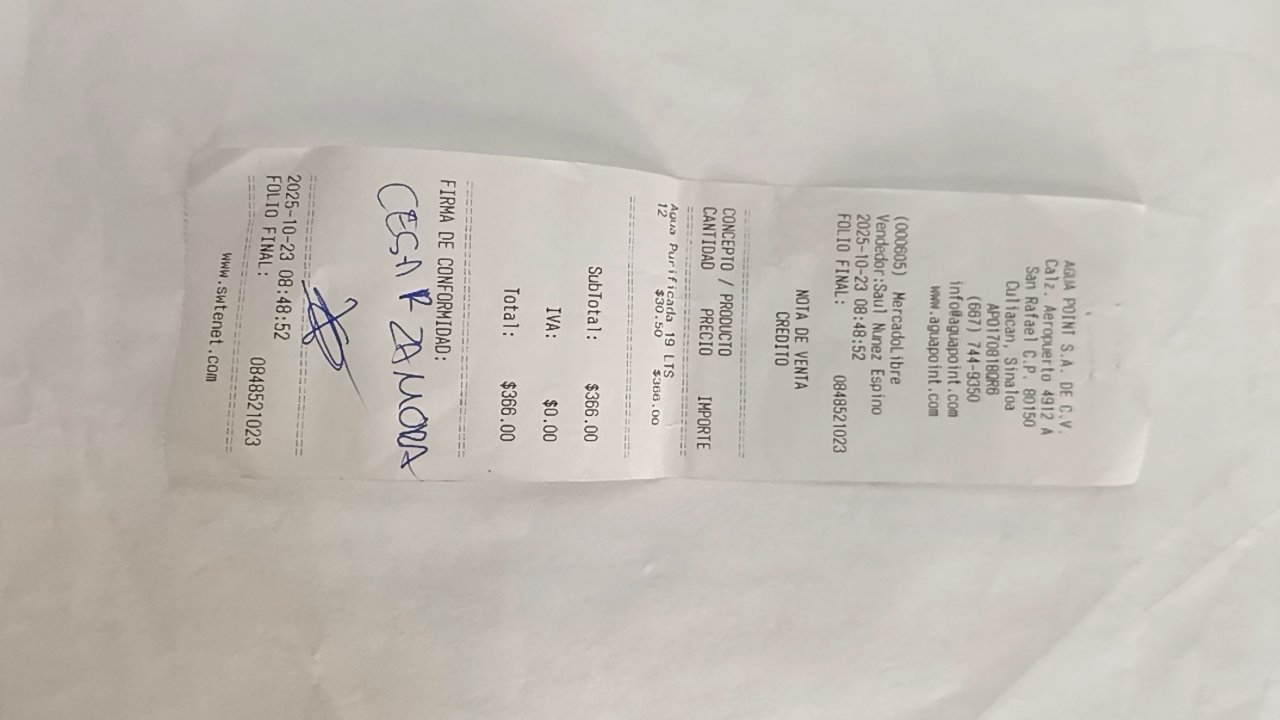 AGUA POINT S.A. DE C.V.
Calz. Aeropuerto 4912 A
San Rafael C.P. 80150
Culiacan, Sinaloa
APO170818QR6
(667) 744-9350
info@aguapoint.com
www.aguapoint.com
(000605) MercadoLibre
Vendedor:Saul Nunez Espino
2025-10-23 08:48:52
FOLIO FINAL: 0848521023
NOTA DE VENTA
CREDITO
CONCEPTO / PRODUCTO
CANTIDAD PRECIO IMPORTE
Agua Purificada 19 LTS
12 $30.50 $366.00
SubTotal: $366.00
IVA: $0.00
Total: $366.00
FIRMA DE CONFORMIDAD:
CESAR ZAMORA
2025-10-23 08:48:52
FOLIO FINAL: 0848521023
www.swtenet.com